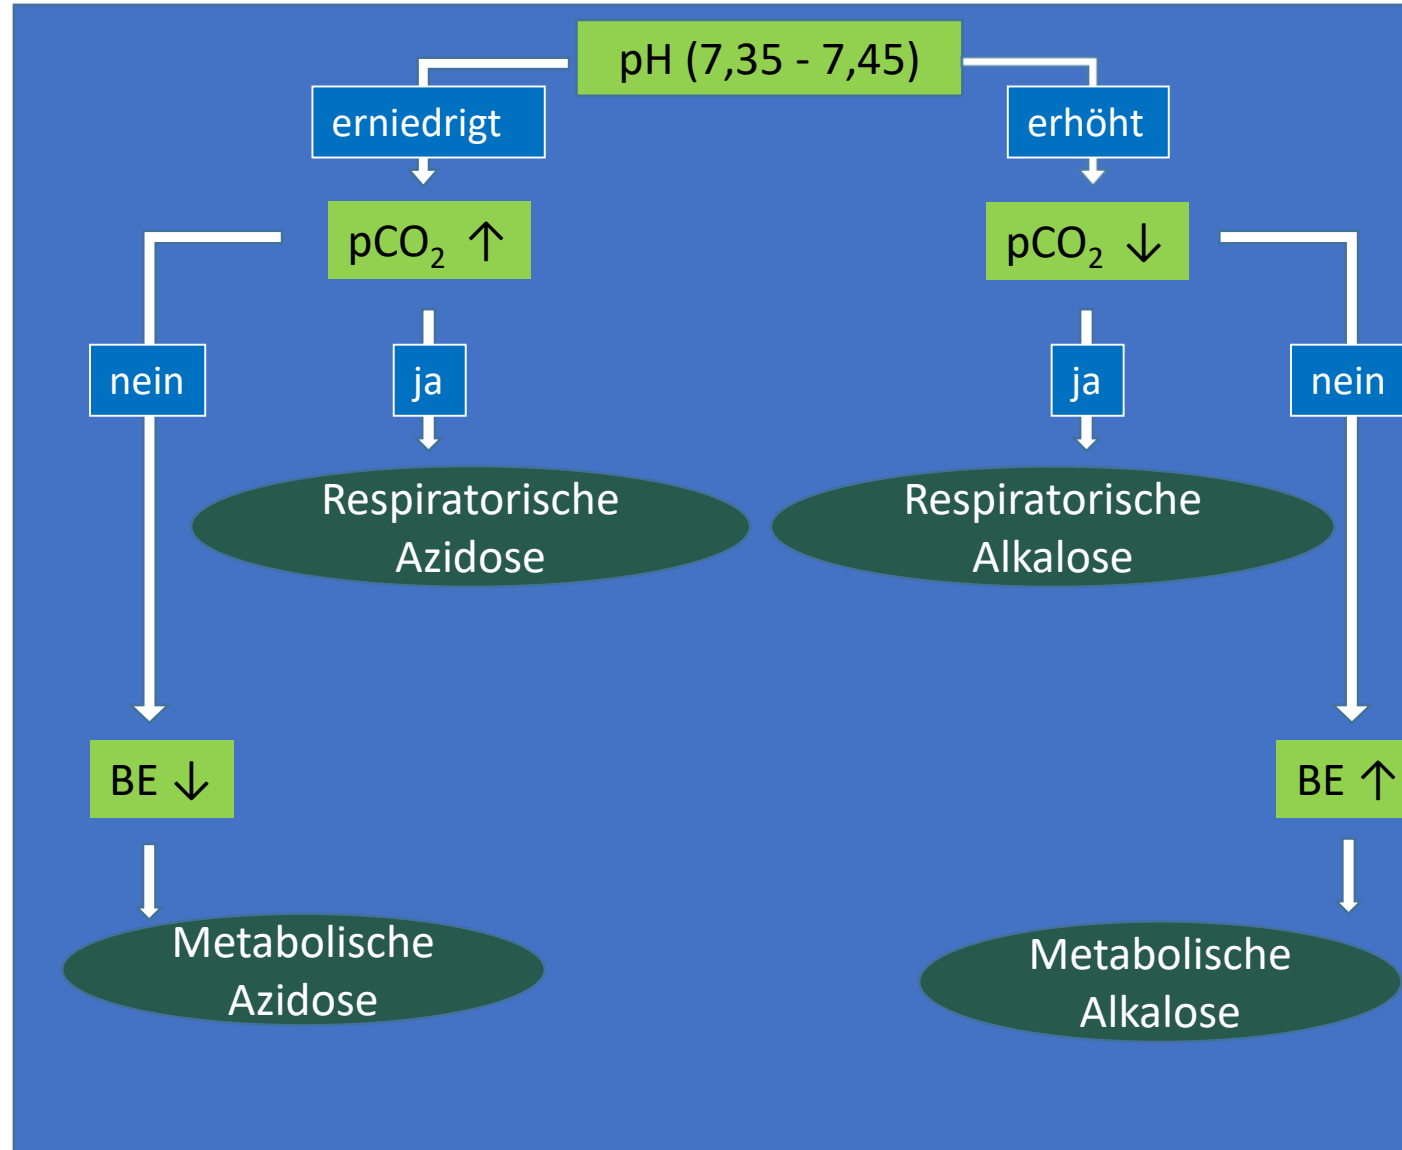 pH (7,35 - 7,45)
erniedrigt
erhöht
pCO₂ ↑
pCO₂ ↓
nein
ja
ja
nein
Respiratorische
Azidose
Respiratorische
Alkalose
BE ↓
BE ↑
Metabolische
Azidose
Metabolische
Alkalose